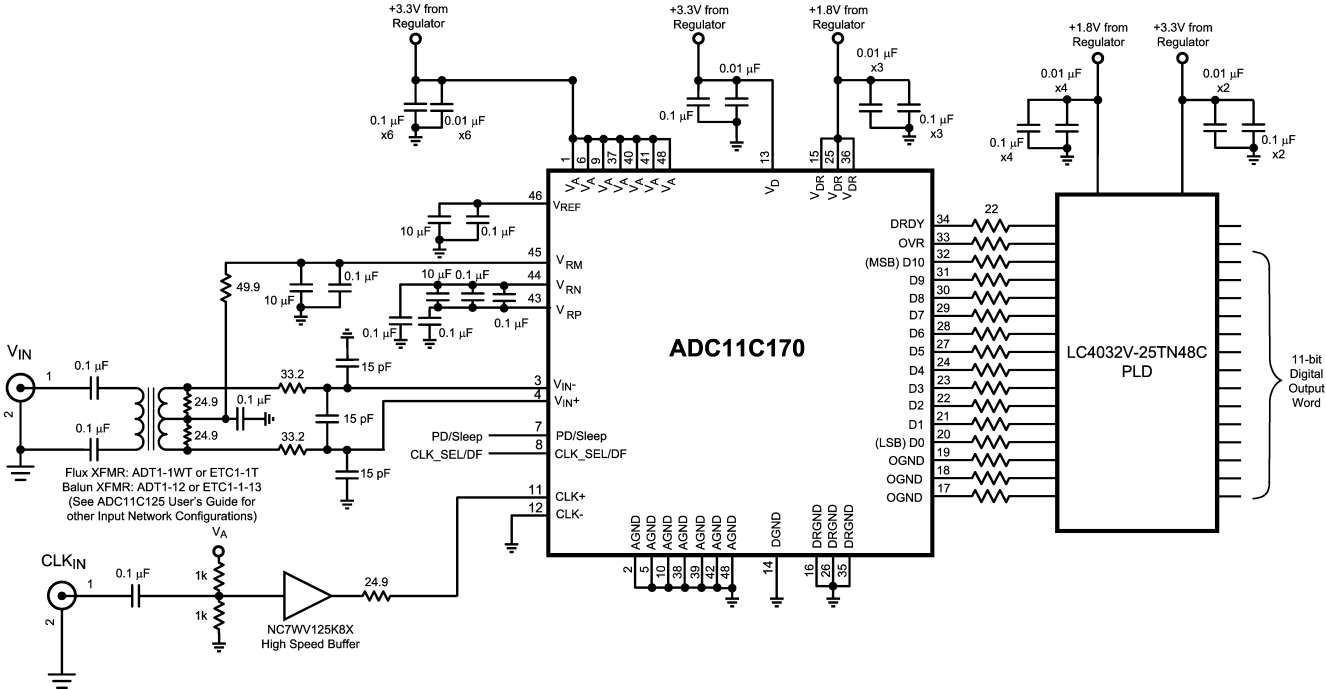 +3.3V from
Regulator
+3.3V from
Regulator
+1.8V from
Regulator
+1.8V from
Regulator
+3.3V from
Regulator
0.1 µF
x6
0.01 µF
x6
0.01 µF
0.1 µF
0.01 µF
x3
0.1 µF
x3
0.01 µF
x4
0.1 µF
x4
0.01 µF
x2
0.1 µF
x2
1
6
9
37
40
41
48
13
15
25
36
VA
VA
VA
VA
VA
VA
VA
VD
VDR
VDR
VDR
46
VREF
10 µF
0.1 µF
45
VRM
49.9
10 µF
0.1 µF
44
VRN
10 µF
0.1 µF
43
VRP
0.1 µF
0.1 µF
0.1 µF
VIN
1
2
0.1 µF
0.1 µF
24.9
24.9
0.1 µF
33.2
33.2
15 pF
15 pF
15 pF
3
VIN-
4
VIN+
PD/Sleep
7
PD/Sleep
CLK_SEL/DF
8
CLK_SEL/DF
11
CLK+
12
CLK-
ADC11C170
Flux XFMR: ADT1-1WT or ETC1-1T
Balun XFMR: ADT1-12 or ETC1-1-13
(See ADC11C125 User's Guide for
other Input Network Configurations)
VA
CLKIN
1
2
0.1 µF
1k
1k
NC7WV125K8X
High Speed Buffer
24.9
AGND
AGND
AGND
AGND
AGND
AGND
AGND
DGND
DRGND
DRGND
DRGND
2
5
10
38
39
42
48
14
16
26
35
22
DRDY 34
OVR 33
(MSB) D10 32
D9 31
D8 30
D7 29
D6 28
D5 27
D4 24
D3 23
D2 22
D1 21
(LSB) D0 20
OGND 19
OGND 18
OGND 17
LC4032V-25TN48C
PLD
11-bit
Digital
Output
Word